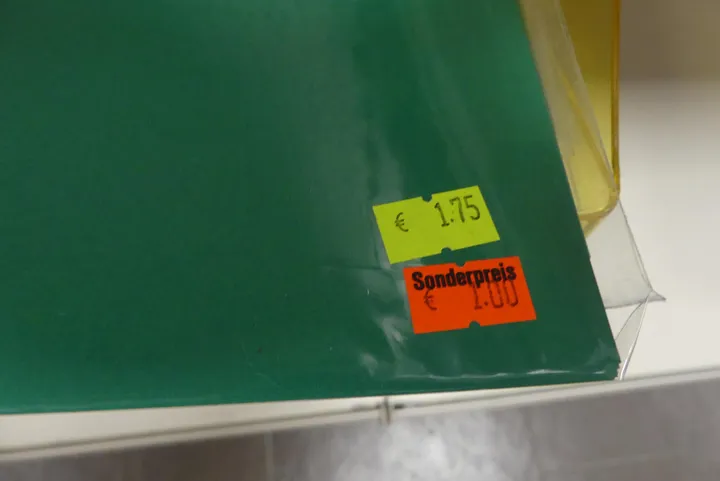 € 1.75
Sonderpreis
€ 1.00